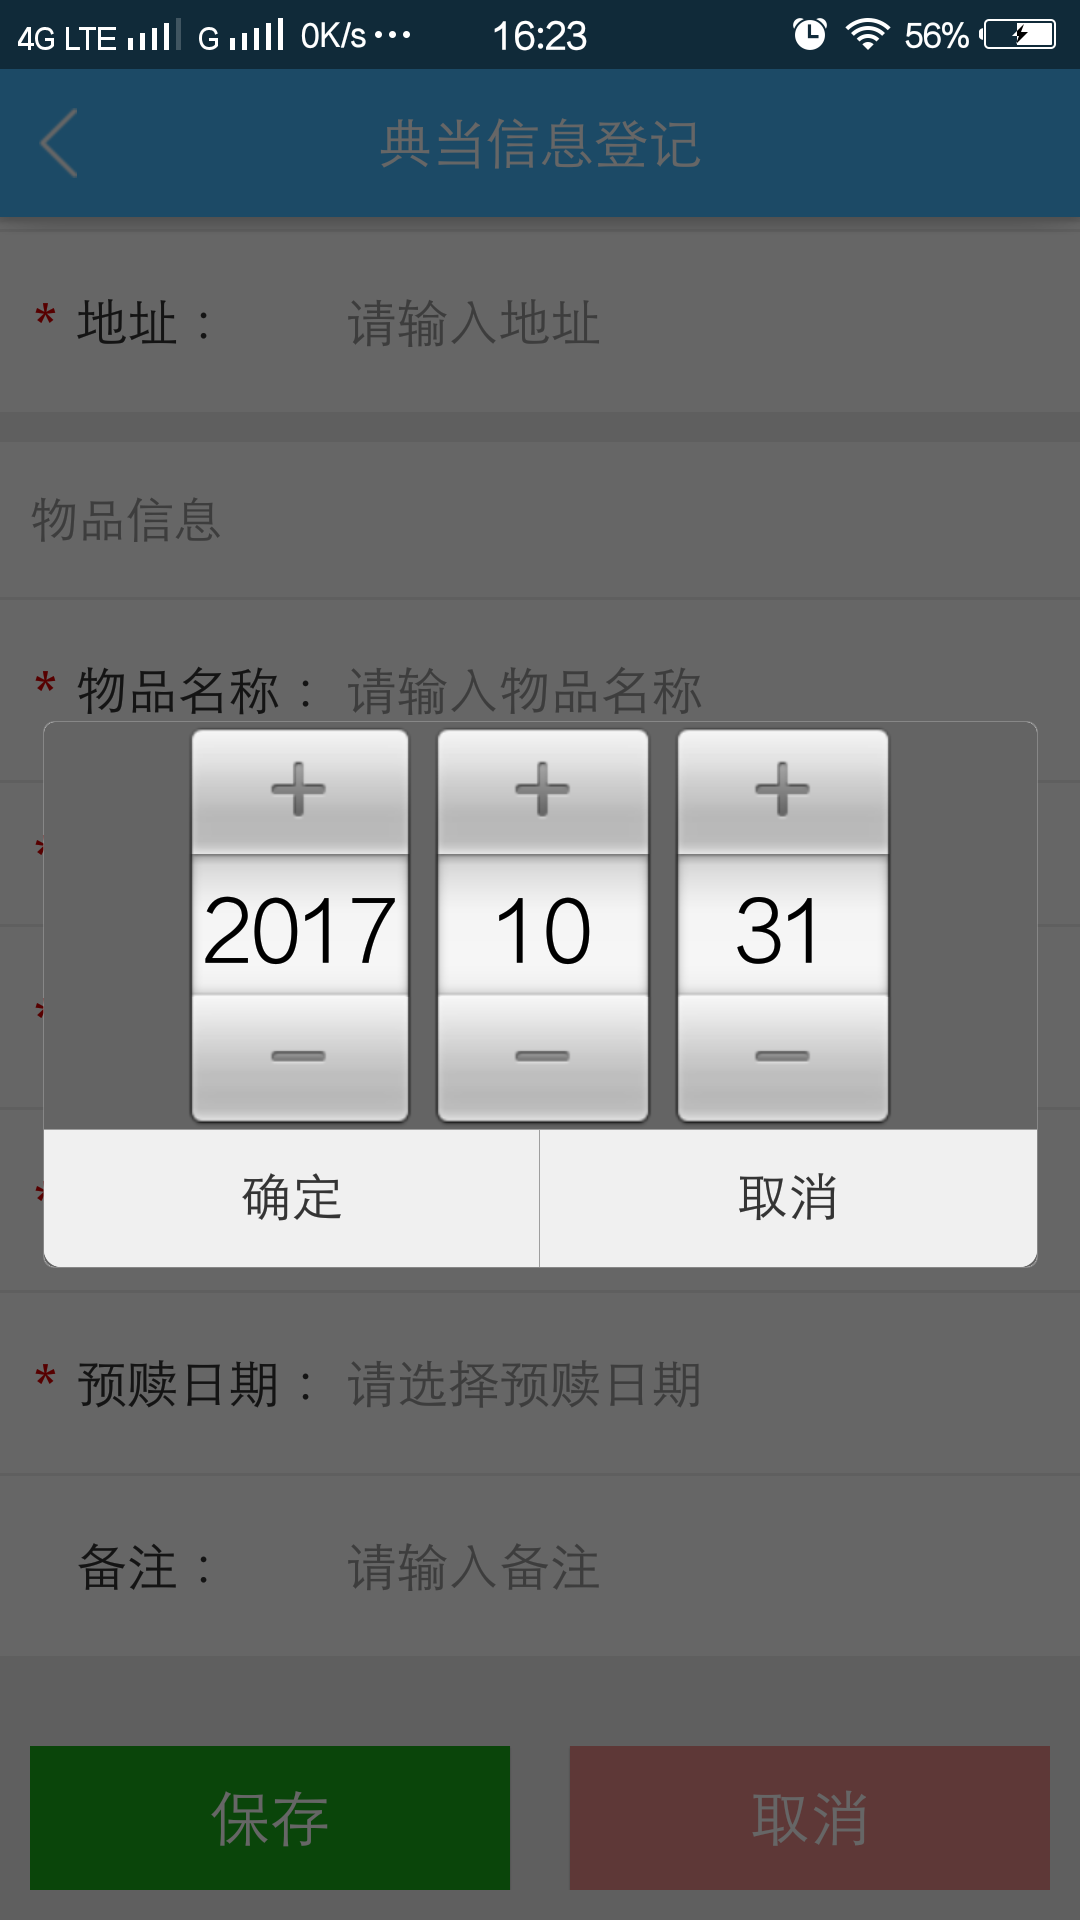 4G LTE G 0K/s... 16:23 56%
典当信息登记
* 地址： 请输入地址
物品信息
* 物品名称： 请输入物品名称
+ + +
2017 10 31
— — —
确定 取消
* 预赎日期： 请选择预赎日期
备注： 请输入备注
保存 取消